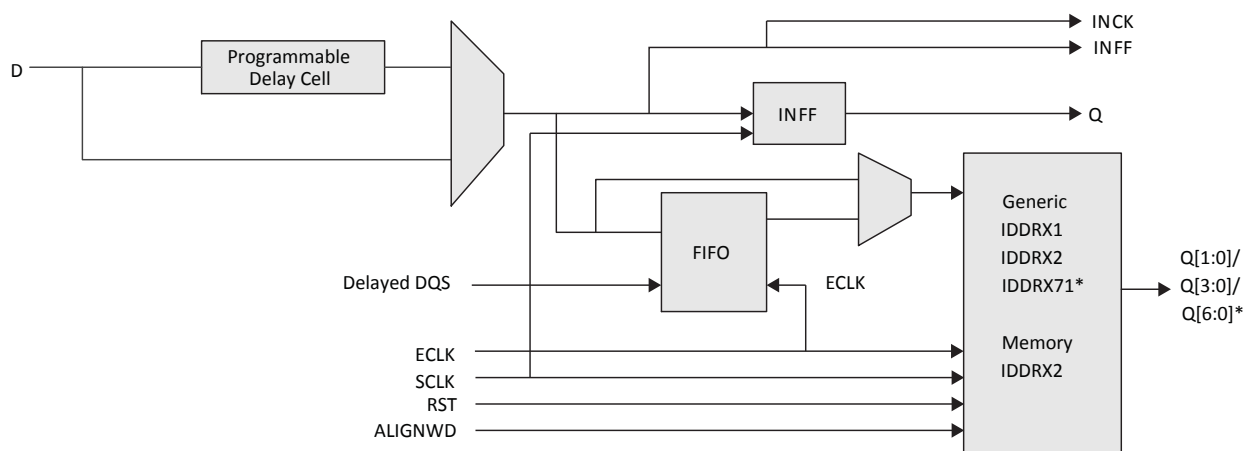 INCK
INFF
D
Programmable
Delay Cell
INFF
Q
Generic
IDDRX1
IDDRX2
IDDRX71*
Memory
IDDRX2
FIFO
Delayed DQS
ECLK
Q[1:0]/
Q[3:0]/
Q[6:0]*
ECLK
SCLK
RST
ALIGNWD